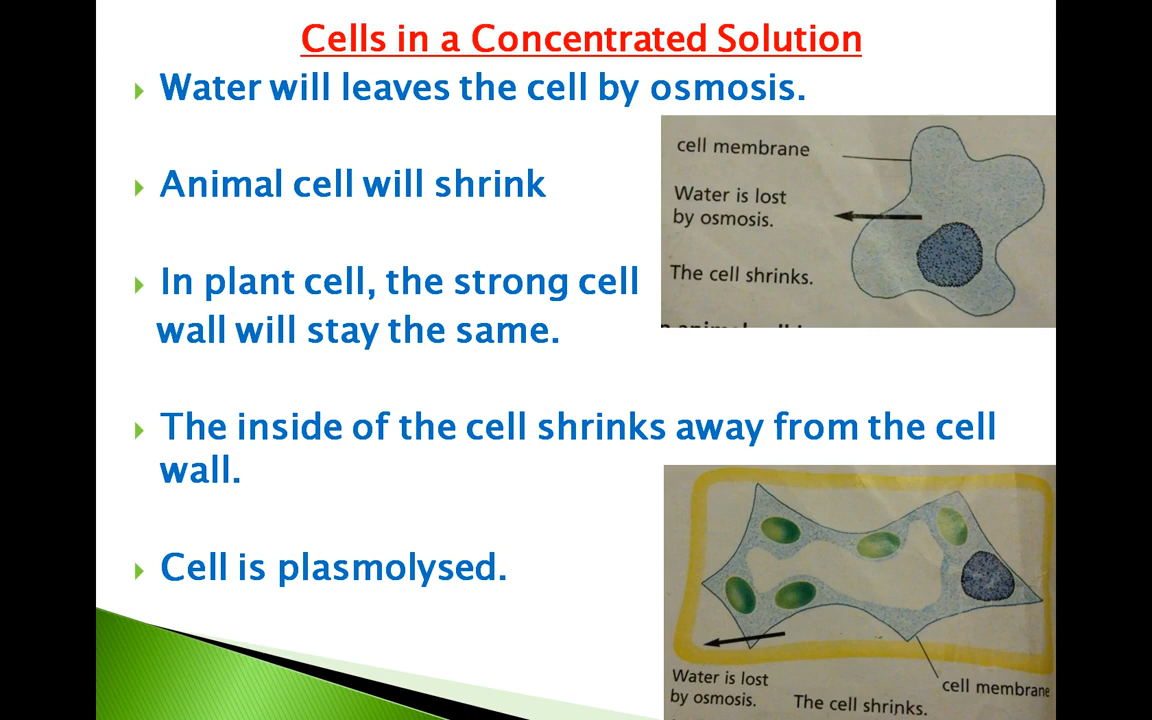 Cells in a Concentrated Solution
Water will leaves the cell by osmosis.
cell membrane
Water is lost
by osmosis.
The cell shrinks.
Animal cell will shrink
In plant cell, the strong cell
wall will stay the same.
The inside of the cell shrinks away from the cell
wall.
Cell is plasmolysed.
Water is lost
by osmosis.
The cell shrinks.
cell membrane